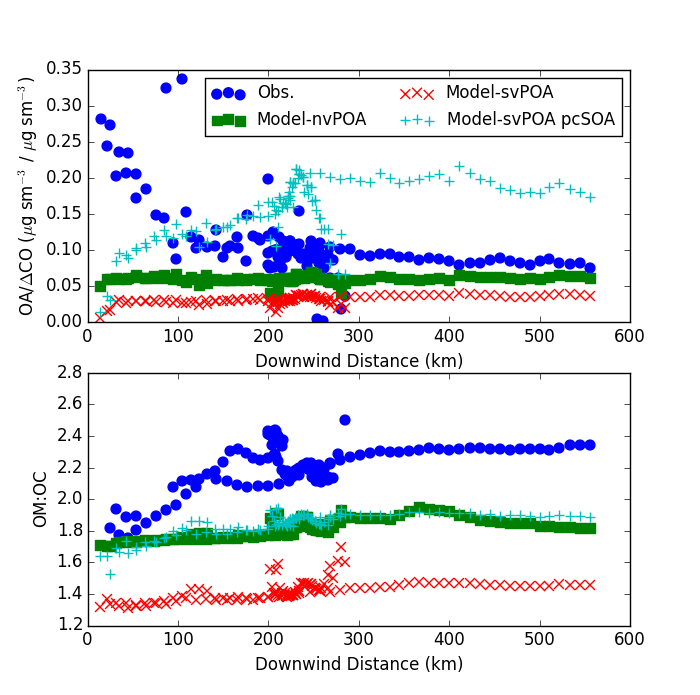 0.35
0.30
0.25
0.20
0.15
0.10
0.05
0.00
OA/ΔCO (μg sm⁻³ / μg sm⁻³)
Obs.
Model-nvPOA
Model-svPOA
Model-svPOA pcSOA
0 100 200 300 400 500 600
Downwind Distance (km)
2.8
2.6
2.4
2.2
2.0
1.8
1.6
1.4
1.2
OM:OC
0 100 200 300 400 500 600
Downwind Distance (km)